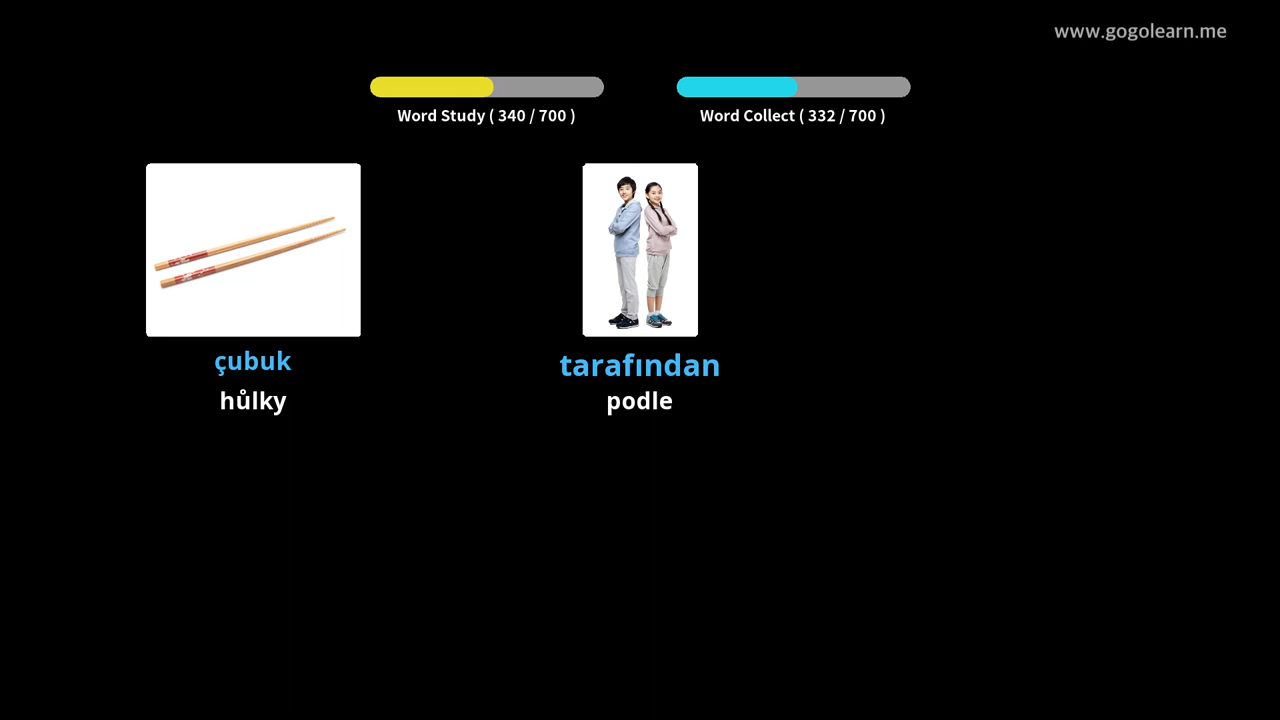 www.gogolearn.me
Word Study ( 340 / 700 )
Word Collect ( 332 / 700 )
çubuk
hůlky
tarafından
podle